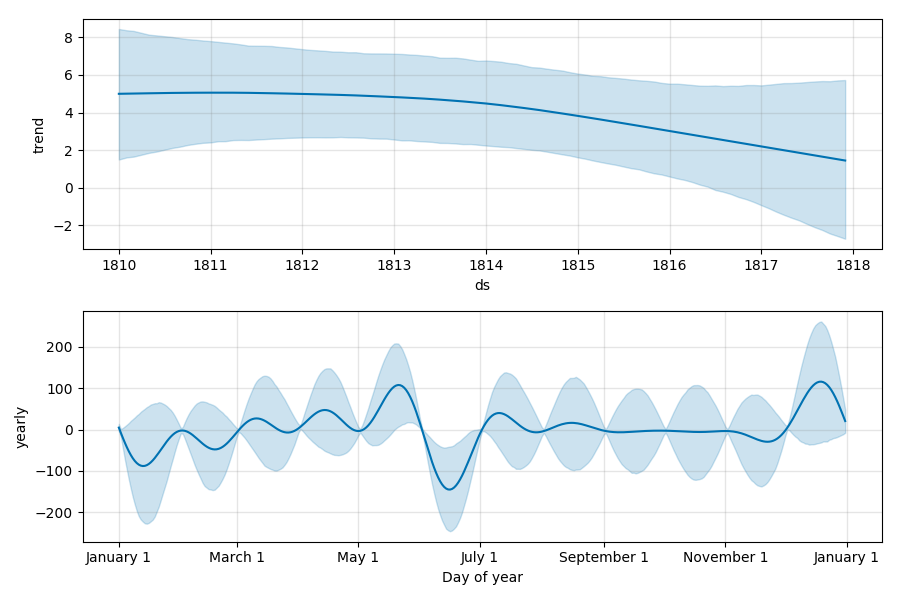 8
6
4
2
0
−2
trend
1810 1811 1812 1813 1814 1815 1816 1817 1818
ds
200
100
0
−100
−200
yearly
January 1 March 1 May 1 July 1 September 1 November 1 January 1
Day of year